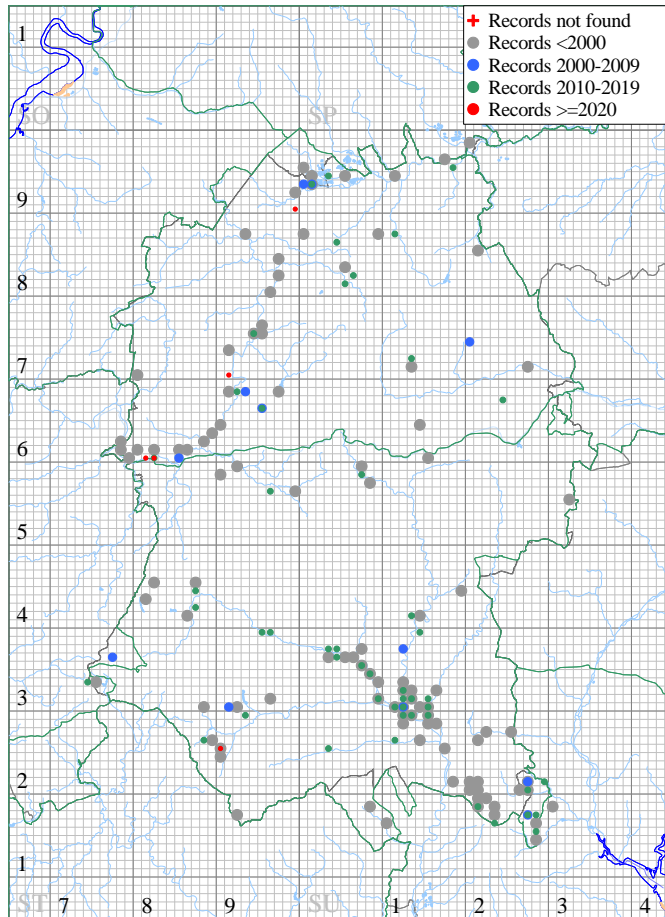 Records not found
Records <2000
Records 2000-2009
Records 2010-2019
Records >=2020
1
SO
SP
9
8
7
6
5
4
3
2
1
ST
7
8
9
SU
1
2
3
4